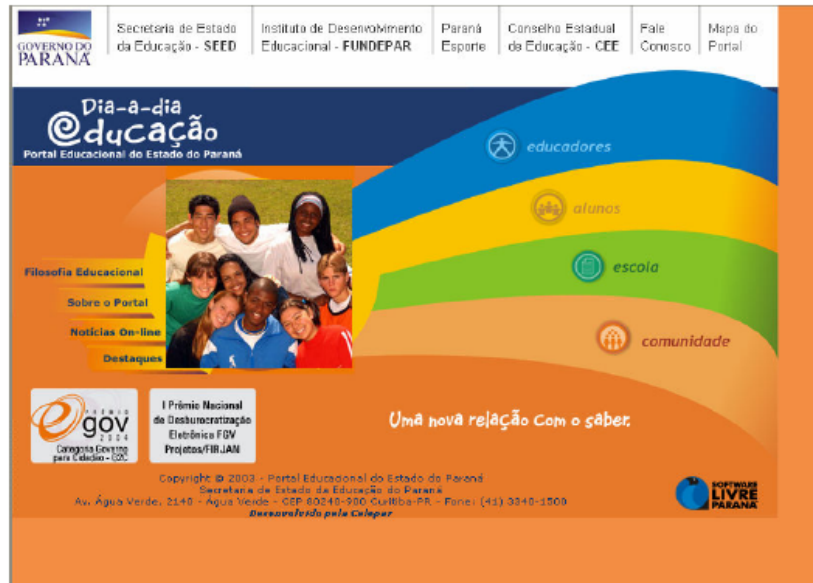 GOVERNO DO
PARANÁ
Secretaria de Estado
da Educação - SEED
Instituto de Desenvolvimento
Educacional - FUNDEPAR
Paraná
Esporte
Conselho Estadual
de Educação - CEE
Fale
Conosco
Mapa do
Portal
Dia-a-dia
educação
Portal Educacional do Estado do Paraná
educadores
alunos
escola
comunidade
Filosofia Educacional
Sobre o Portal
Notícias On-line
Destaques
PRÊMIO
e.gov
2004
Categoria Governo
para Cidadão - G2C
I Prêmio Nacional
de Desburocratização
Eletrônica FGV
Projetos/FIRJAN
Uma nova relação com o saber.
Copyright © 2003 - Portal Educacional do Estado do Paraná
Secretaria de Estado da Educação do Paraná
Av. Água Verde, 2140 - Água Verde - CEP 80240-900 Curitiba-PR - Fone: (41) 3340-1500
Desenvolvido pela Celepar
SOFTWARE
LIVRE
PARANÁ